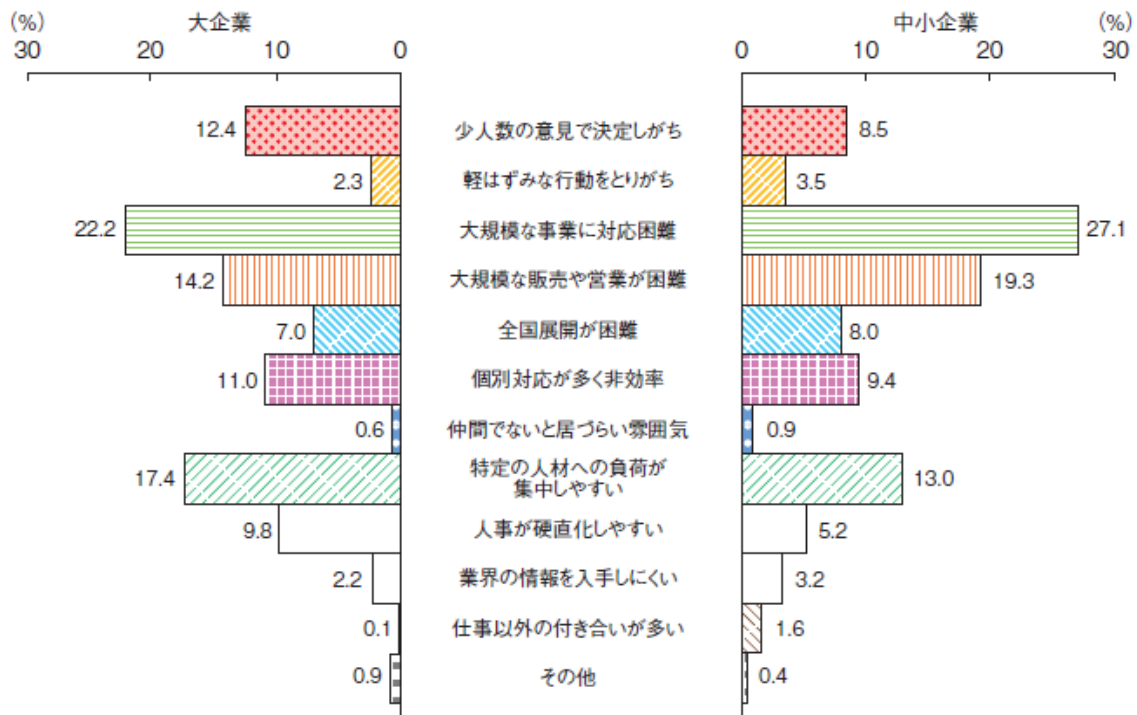 (%) 大企業 中小企業 (%)
30 20 10 0 0 10 20 30
12.4 少人数の意見で決定しがち 8.5
2.3 軽はずみな行動をとりがち 3.5
22.2 大規模な事業に対応困難 27.1
14.2 大規模な販売や営業が困難 19.3
7.0 全国展開が困難 8.0
11.0 個別対応が多く非効率 9.4
0.6 仲間でないと居づらい雰囲気 0.9
17.4 特定の人材への負荷が 13.0
集中しやすい
9.8 人事が硬直化しやすい 5.2
2.2 業界の情報を入手しにくい 3.2
0.1 仕事以外の付き合いが多い 1.6
0.9 その他 0.4